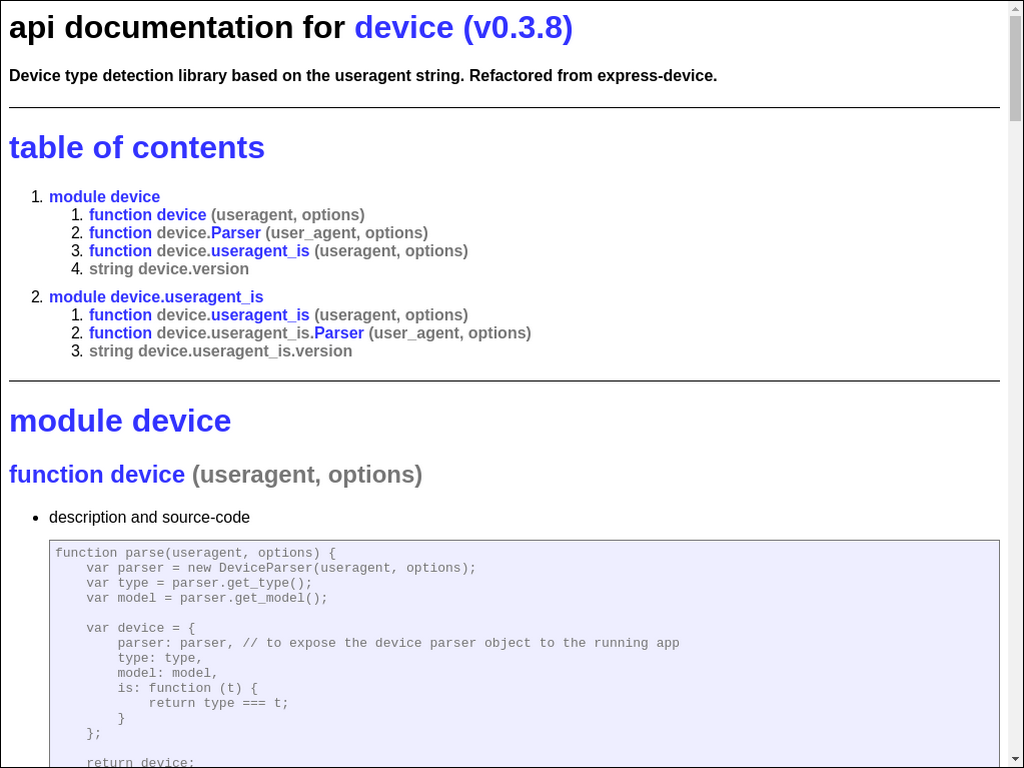 api documentation for device (v0.3.8)
Device type detection library based on the useragent string. Refactored from express-device.
table of contents
1. module device
1. function device (useragent, options)
2. function device.Parser (user_agent, options)
3. function device.useragent_is (useragent, options)
4. string device.version
2. module device.useragent_is
1. function device.useragent_is (useragent, options)
2. function device.useragent_is.Parser (user_agent, options)
3. string device.useragent_is.version
module device
function device (useragent, options)
• description and source-code
function parse(useragent, options) {
    var parser = new DeviceParser(useragent, options);
    var type = parser.get_type();
    var model = parser.get_model();
    var device = {
        parser: parser, // to expose the device parser object to the running app
        type: type,
        model: model,
        is: function (t) {
            return type === t;
        }
    };
    return device;